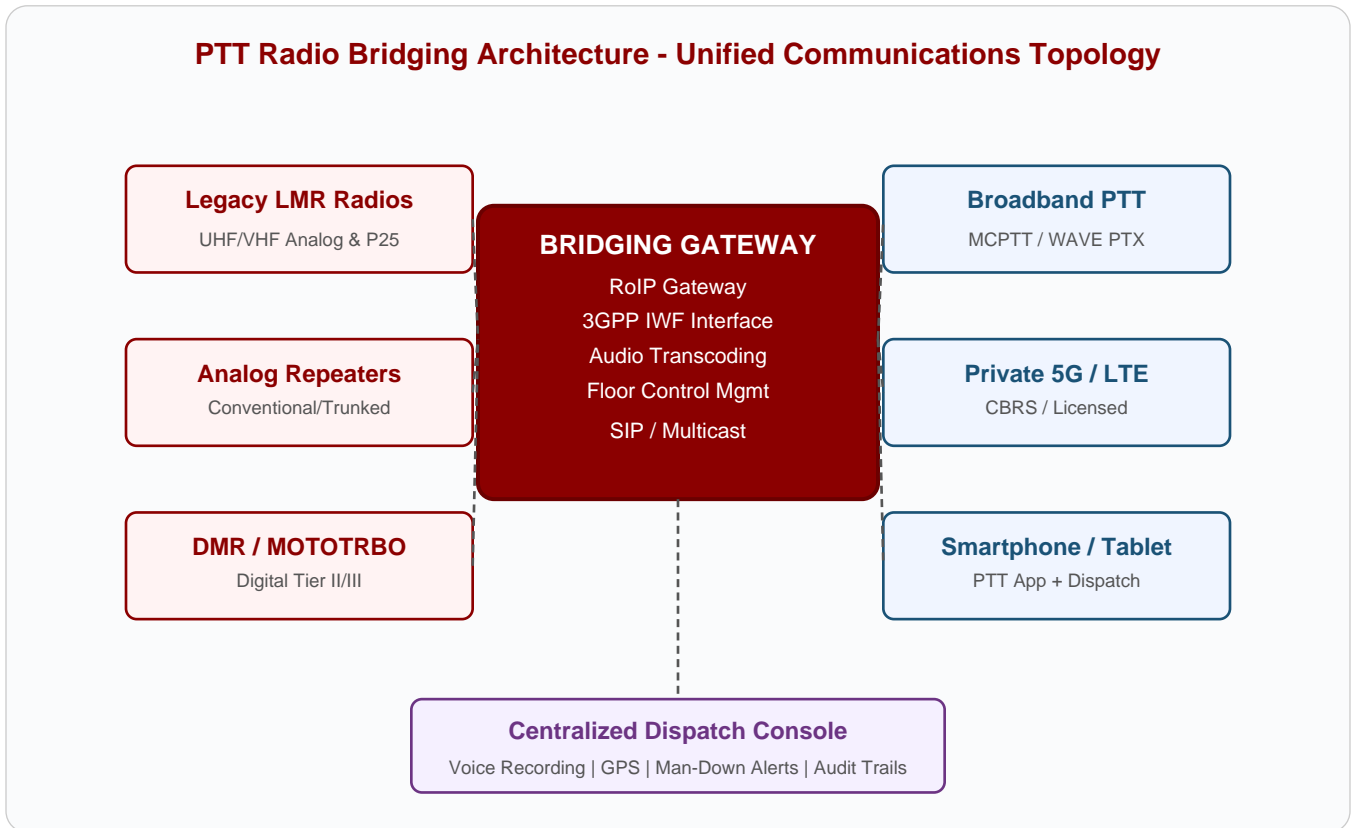 PTT Radio Bridging Architecture - Unified Communications Topology
Legacy LMR Radios
UHF/VHF Analog & P25
Analog Repeaters
Conventional/Trunked
DMR / MOTOTRBO
Digital Tier II/III
BRIDGING GATEWAY
RoIP Gateway
3GPP IWF Interface
Audio Transcoding
Floor Control Mgmt
SIP / Multicast
Broadband PTT
MCPTT / WAVE PTX
Private 5G / LTE
CBRS / Licensed
Smartphone / Tablet
PTT App + Dispatch
Centralized Dispatch Console
Voice Recording | GPS | Man-Down Alerts | Audit Trails